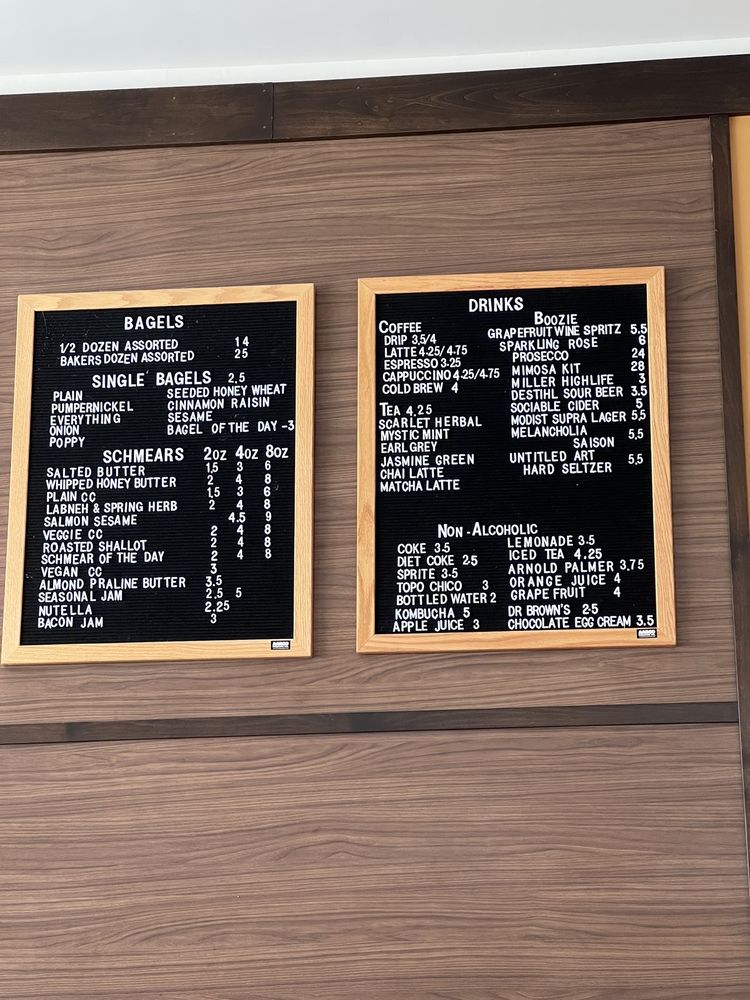 BAGELS
1/2 DOZEN ASSORTED 14
BAKERS DOZEN ASSORTED 25
SINGLE BAGELS 2,5
PLAIN SEEDED HONEY WHEAT
PUMPERNICKEL CINNAMON RAISIN
EVERYTHING SESAME
ONION BAGEL OF THE DAY -3
POPPY
SCHMEARS 2OZ 4OZ 8OZ
SALTED BUTTER 1,5 3 6
WHIPPED HONEY BUTTER 2 4 8
PLAIN CC 1,5 3 6
LABNEH & SPRING HERB 2 4 8
SALMON SESAME 4.5 9
VEGGIE CC 2 4 8
ROASTED SHALLOT 2 4 8
SCHMEAR OF THE DAY 2 4 8
VEGAN CC 3
ALMOND PRALINE BUTTER 3.5
SEASONAL JAM 2,5 5
NUTELLA 2.25
BACON JAM 3
DRINKS
COFFEE
DRIP 3.5/4
LATTE 4.25/4.75
ESPRESSO 3.25
CAPPUCCINO 4.25/4.75
COLD BREW 4
TEA 4,25
SCARLET HERBAL
MYSTIC MINT
EARL GREY
JASMINE GREEN
CHAI LATTE
MATCHA LATTE
BOOZIE
GRAPEFRUIT WINE SPRITZ 5.5
SPARKLING ROSE 6
PROSECCO 24
MIMOSA KIT 28
MILLER HIGHLIFE 3
DESTIHL SOUR BEER 3.5
SOCIABLE CIDER 5
MODIST SUPRA LAGER 5,5
MELANCHOLIA 5,5
SAISON
UNTITLED ART 5,5
HARD SELTZER
NON-ALCOHOLIC
COKE 3.5
DIET COKE 2.5
SPRITE 3.5
TOPO CHICO 3
BOTTLED WATER 2
KOMBUCHA 5
APPLE JUICE 3
LEMONADE 3.5
ICED TEA 4.25
ARNOLD PALMER 3,75
ORANGE JUICE 4
GRAPE FRUIT 4
DR BROWN'S 2.5
CHOCOLATE EGG CREAM 3.5